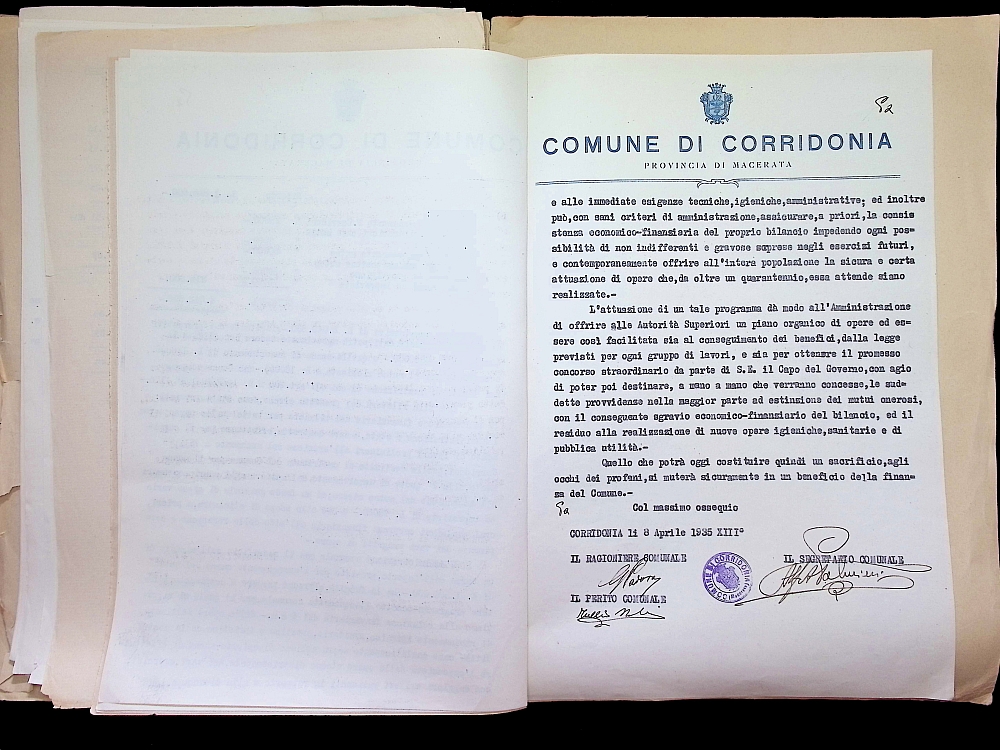 COMUNE DI CORRIDONIA
PROVINCIA DI MACERATA
e alle immediate esigenze tecniche,igieniche,amministrative; ed inoltre
può,con sani criteri di amministrazione,assicurare,a priori,la consis
stenza economico-finanziaria del proprio bilancio impedendo ogni pos=
sibilità di non indifferenti e gravose soprese negli esercizi futuri,
e contemporaneamente offrire all'intera popolazione la sicura e certa
attuazione di opere che,da oltre un quarantennio,essa attende siano
realizzate.-
L'attuazione di un tale programma dà modo all'Amministrazione
di offrire alle Autorità Superiori un piano organico di opere ed es=
sere così facilitata sia al conseguimento dei benefici,dalla legge
previsti per ogni gruppo di lavori, e sia per ottenere il promesso
concorso straordinario da parte di S.E. il Capo del Governo,con agio
di poter poi destinare, a mano a mano che verranno concesse,le sud=
dette provvidenze nella maggior parte ad estinzione dei mutui onerosi,
con il conseguente sgravio economico-finanziario del bilancio, ed il
residuo alla realizzazione di nuove opere igieniche,sanitarie e di
pubblica utilità.-
Quello che potrà oggi costituire quindi un sacrificio,agli
occhi dei profani,si muterà sicuramente in un beneficio della finan=
za del Comune.-
Col massimo ossequio
CORRIDONIA li 8 Aprile 1935 XIII°
IL RAGIONIERE COMUNALE
IL SEGRETARIO COMUNALE
COMUNE DI CORRIDONIA
IL PERITO COMUNALE